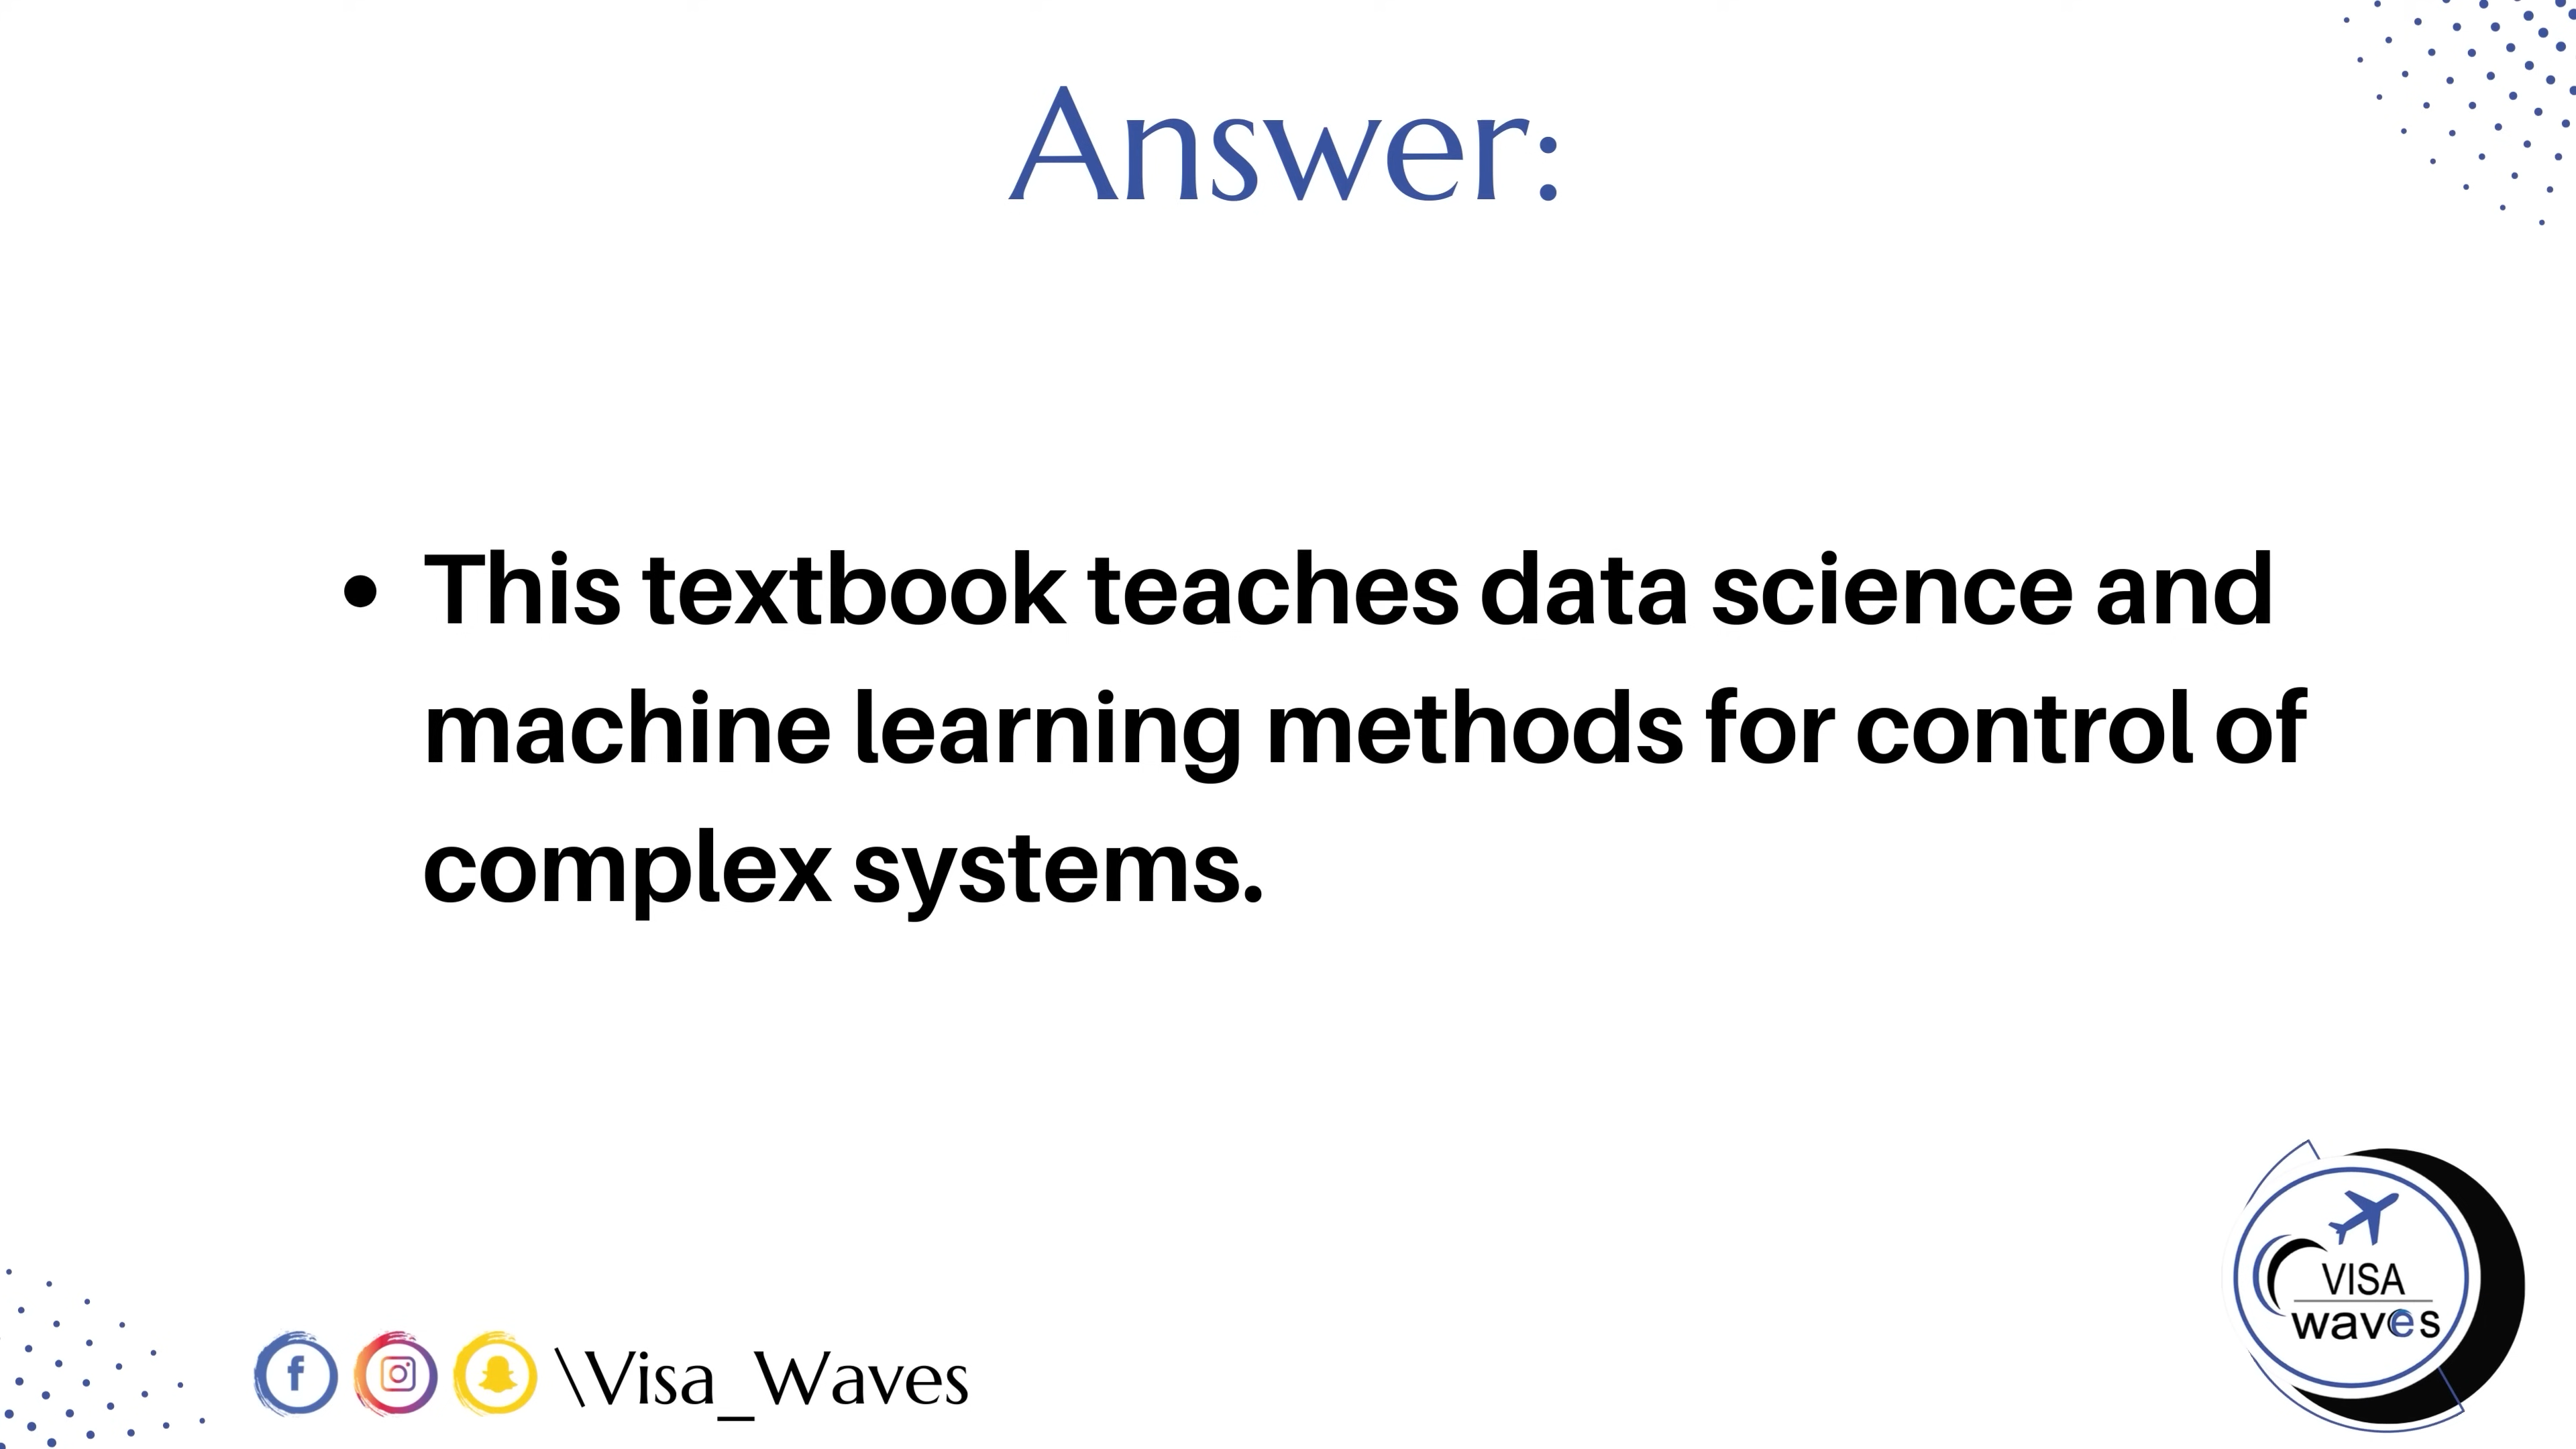 Answer:
• This textbook teaches data science and
machine learning methods for control of
complex systems.
\Visa_Waves
VISA
waves